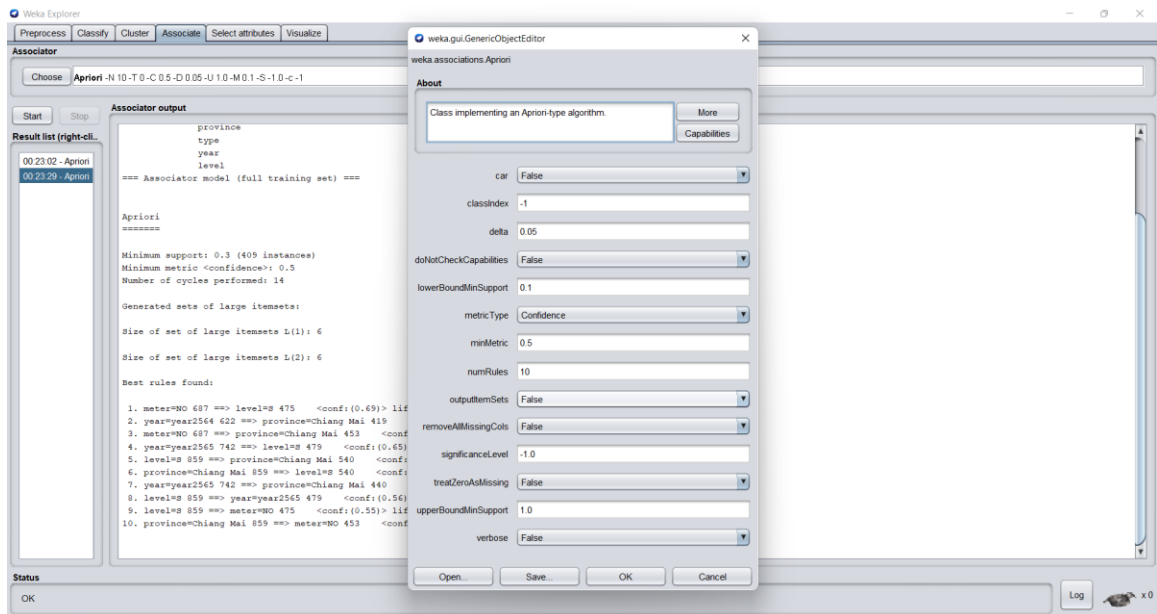 Weka Explorer
Preprocess Classify Cluster Associate Select attributes Visualize
Associator
Choose Apriori -N 10 -T 0 -C 0.5 -D 0.05 -U 1.0 -M 0.1 -S -1.0 -c -1
Start Stop
Result list (right-cli...
00:23:02 - Apriori
00:23:29 - Apriori
Associator output
province
type
year
level
=== Associator model (full training set) ===
Apriori
=======
Minimum support: 0.3 (409 instances)
Minimum metric <confidence>: 0.5
Number of cycles performed: 14
Generated sets of large itemsets:
Size of set of large itemsets L(1): 6
Size of set of large itemsets L(2): 6
Best rules found:
1. meter=NO 687 ==> level=S 475 <conf:(0.69)> lif
2. year=year2564 622 ==> province=Chiang Mai 419
3. meter=NO 687 ==> province=Chiang Mai 453 <conf
4. year=year2565 742 ==> level=S 479 <conf:(0.65)
5. level=S 859 ==> province=Chiang Mai 540 <conf:
6. province=Chiang Mai 859 ==> level=S 540 <conf:
7. year=year2565 742 ==> province=Chiang Mai 440
8. level=S 859 ==> year=year2565 479 <conf:(0.56)
9. level=S 859 ==> meter=NO 475 <conf:(0.55)> lif
10. province=Chiang Mai 859 ==> meter=NO 453 <conf
weka.gui.GenericObjectEditor
weka.associations.Apriori
About
Class implementing an Apriori-type algorithm.
More
Capabilities
car False
classIndex -1
delta 0.05
doNotCheckCapabilities False
lowerBoundMinSupport 0.1
metricType Confidence
minMetric 0.5
numRules 10
outputItemSets False
removeAllMissingCols False
significanceLevel -1.0
treatZeroAsMissing False
upperBoundMinSupport 1.0
verbose False
Open... Save... OK Cancel
Status
OK
Log x 0